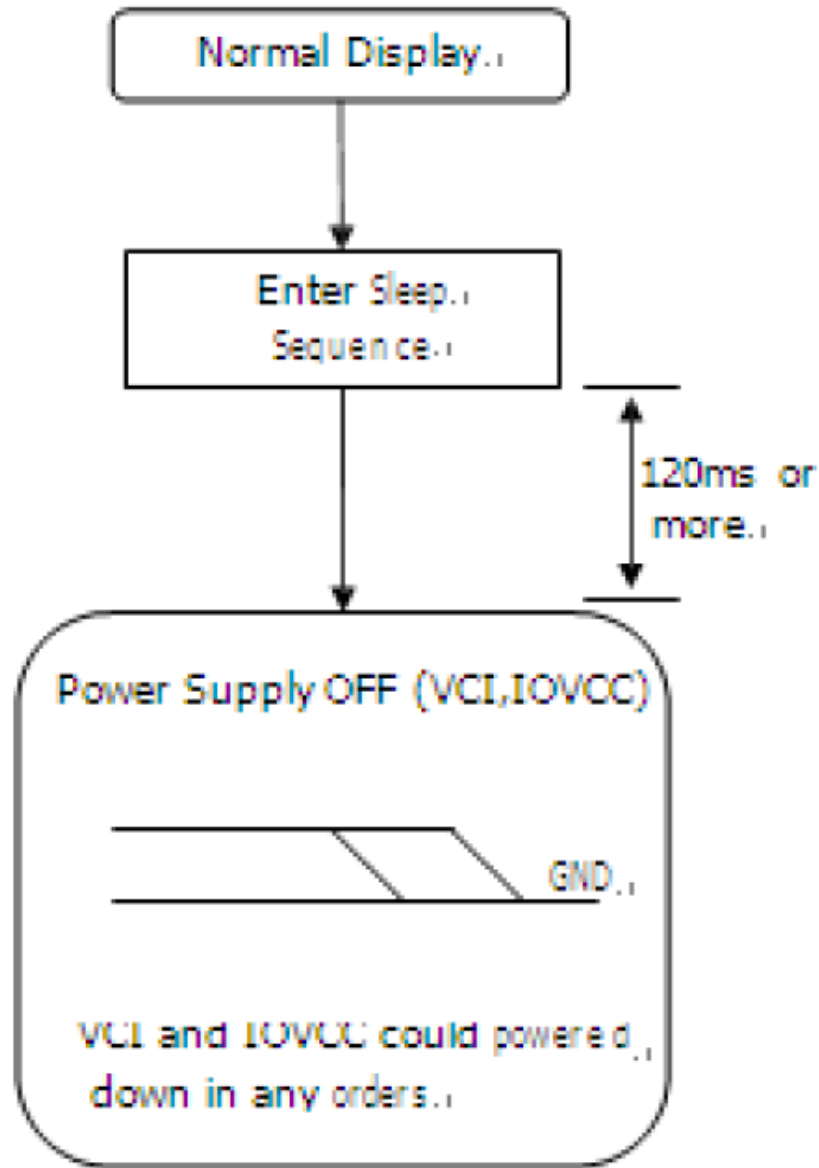 Normal Display.
Enter Sleep.
Sequence.
120ms or
more.
Power Supply OFF (VCI,IOVCC)
GND.
VCI and IOVCC could powered
down in any orders.